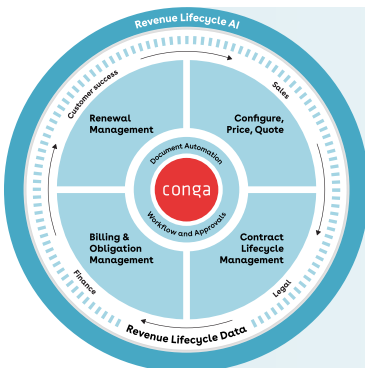 Revenue Lifecycle AI
Customer success
Sales
Renewal
Management
Configure,
Price, Quote
Document Automation
conga
Workflow and Approvals
Billing &
Obligation
Management
Contract
Lifecycle
Management
Finance
Legal
Revenue Lifecycle Data